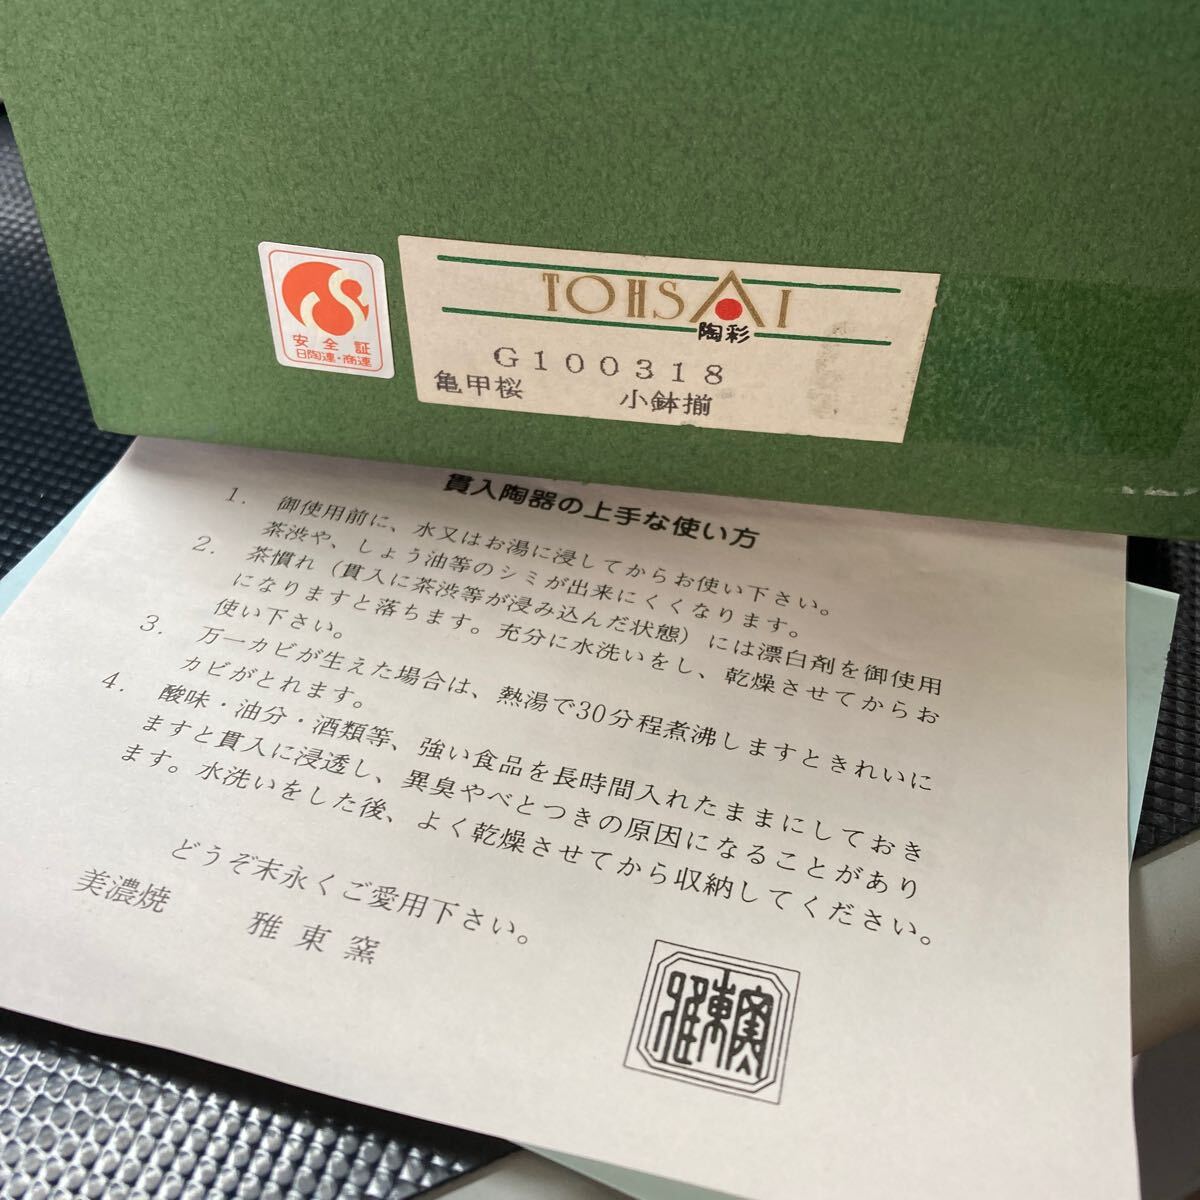 安全証
日陶連・商連
TOHSAI
陶彩
G100318
亀甲桜 小鉢揃
貫入陶器の上手な使い方
1. 御使用前に、水又はお湯に浸してからお使い下さい。
茶渋や、しょう油等のシミが出来にくくなります。
2. 茶慣れ（貫入に茶渋等が浸み込んだ状態）には漂白剤を御使用
になりますと落ちます。充分に水洗いをし、乾燥させてからお
使い下さい。
3. 万一カビが生えた場合は、熱湯で30分程煮沸しますときれいに
カビがとれます。
4. 酸味・油分・酒類等、強い食品を長時間入れたままにしておき
ますと貫入に浸透し、異臭やべとつきの原因になることがあり
ます。水洗いをした後、よく乾燥させてから収納してください。
どうぞ末永くご愛用下さい。
美濃焼 雅東窯
雅東窯